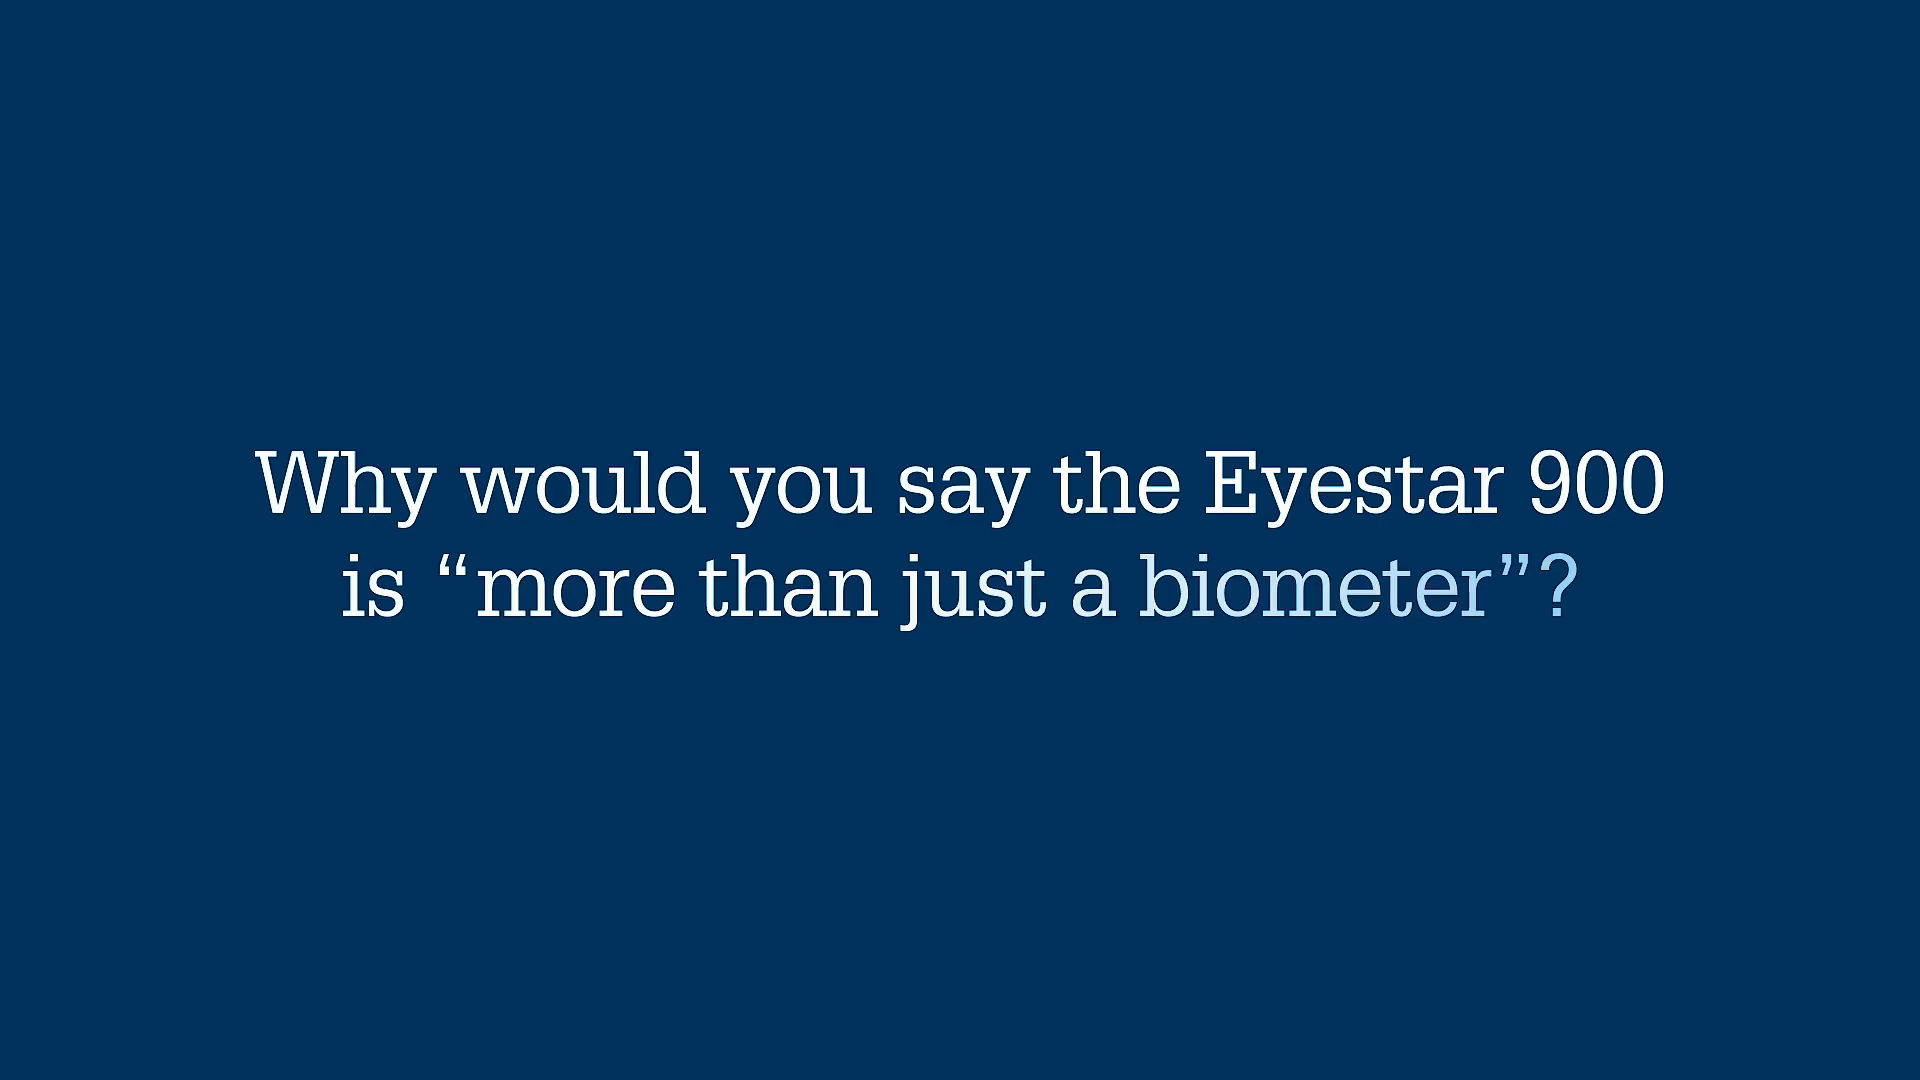 Why would you say the Eyestar 900
is “more than just a biometer”?